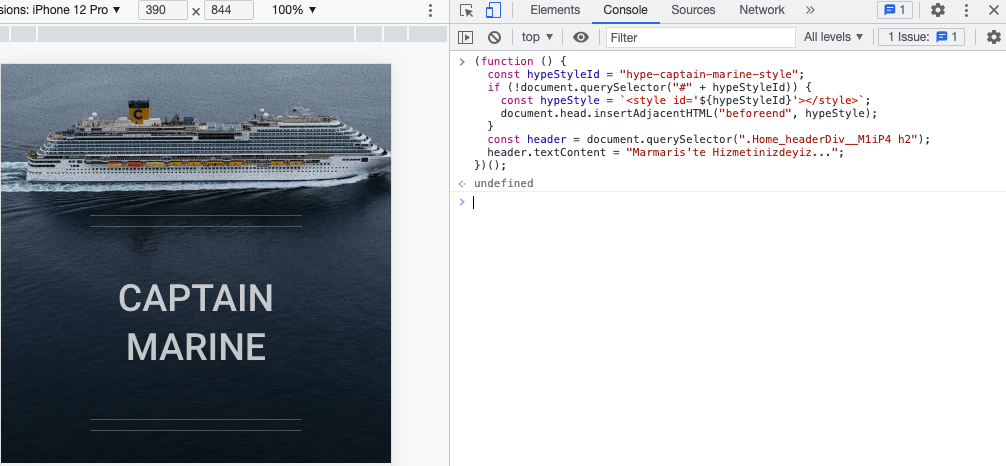 sions: iPhone 12 Pro ▼ 390 × 844 100% ▼
Elements Console Sources Network » 1
top ▼ Filter All levels ▼ 1 Issue: 1
(function () {
const hypeStyleId = "hype-captain-marine-style";
if (!document.querySelector("#" + hypeStyleId)) {
const hypeStyle = `<style id='${hypeStyleId}'></style>`;
document.head.insertAdjacentHTML("beforeend", hypeStyle);
}
const header = document.querySelector(".Home_headerDiv__M1iP4 h2");
header.textContent = "Marmaris'te Hizmetinizdeyiz...";
})();
undefined
C
CAPTAIN
MARINE